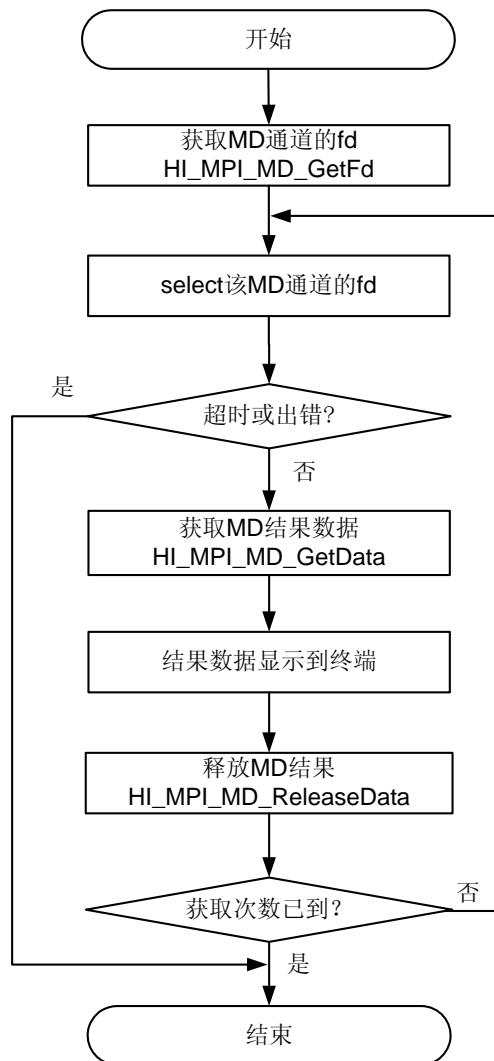 开始
获取MD通道的fd
HI_MPI_MD_GetFd
select该MD通道的fd
是
超时或出错?
否
获取MD结果数据
HI_MPI_MD_GetData
结果数据显示到终端
释放MD结果
HI_MPI_MD_ReleaseData
获取次数已到?
否
是
结束